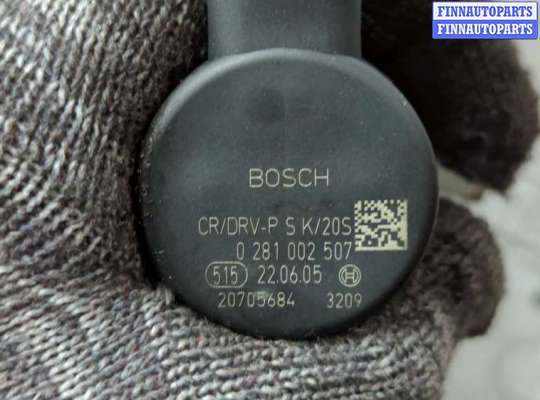 FINNAUTOPARTS
FINNAUTOPARTS
BOSCH
CR/DRV-P S K/20S
0 281 002 507
515 22.06.05
20705684 3209